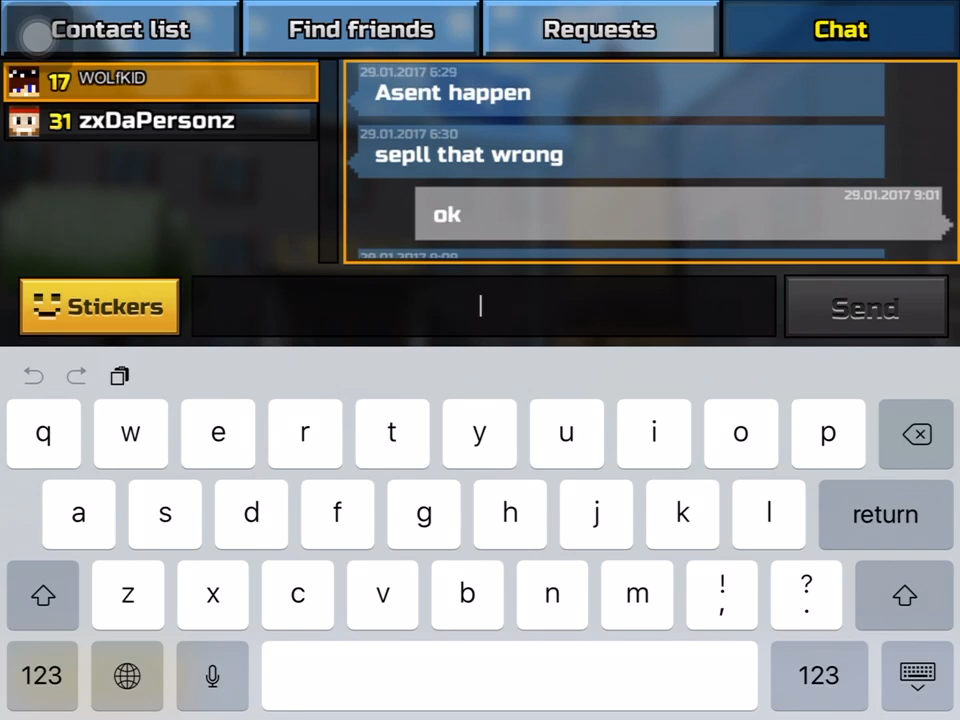 Contact list
Find friends
Requests
Chat
17 WOLfKID
31 zxDaPersonz
29.01.2017 6:29
Asent happen
29.01.2017 6:30
sepll that wrong
29.01.2017 9:01
ok
Stickers
Send
q w e r t y u i o p
a s d f g h j k l return
z x c v b n m ! , ? .
123 123